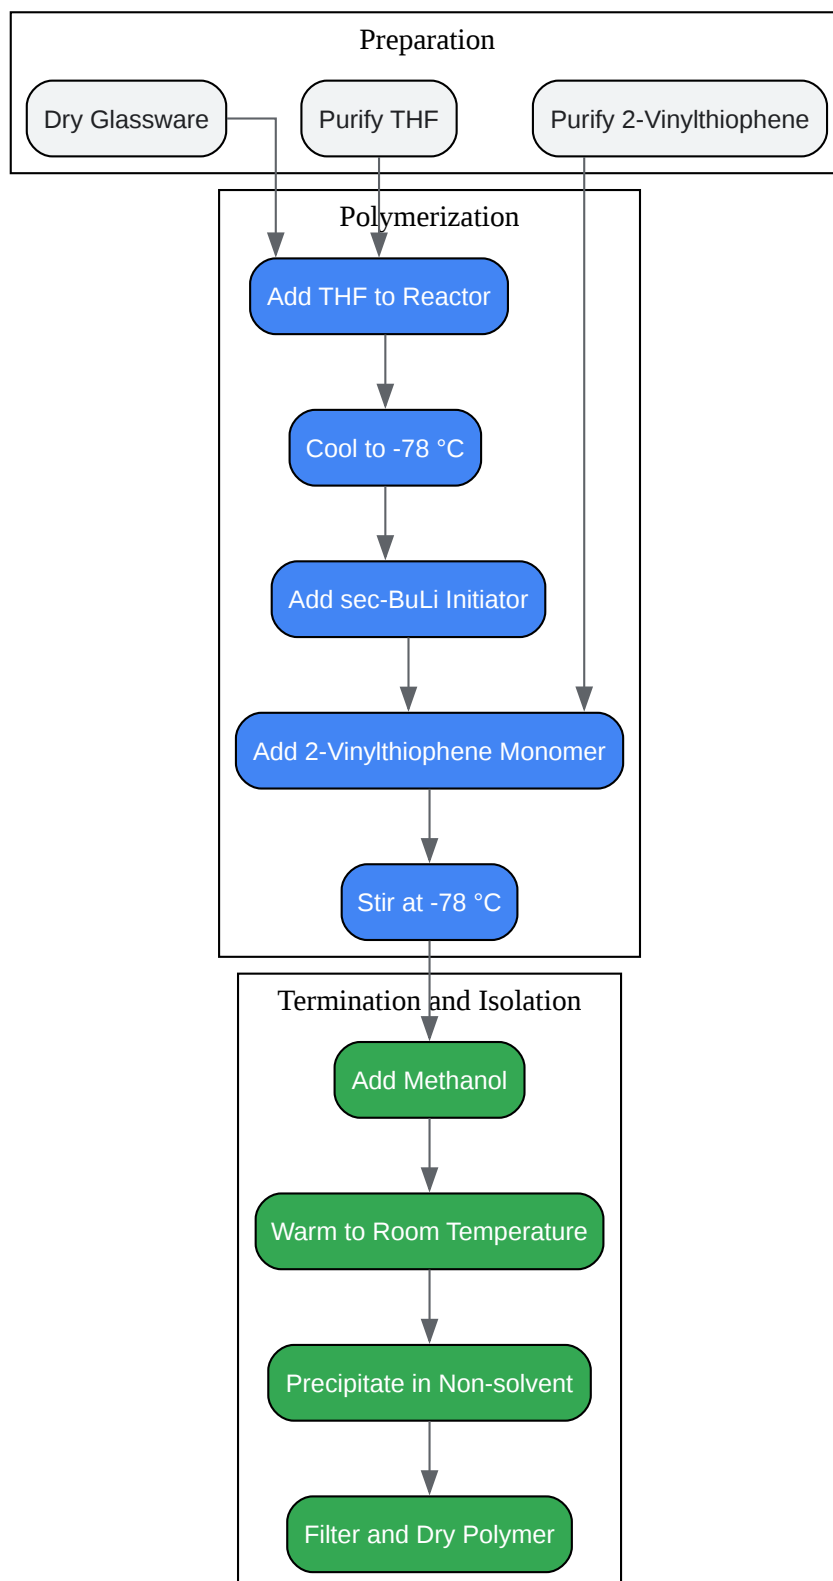 Preparation
Dry Glassware
Purify THF
Purify 2-Vinylthiophene
Polymerization
Add THF to Reactor
Cool to -78 °C
Add sec-BuLi Initiator
Add 2-Vinylthiophene Monomer
Stir at -78 °C
Termination and Isolation
Add Methanol
Warm to Room Temperature
Precipitate in Non-solvent
Filter and Dry Polymer